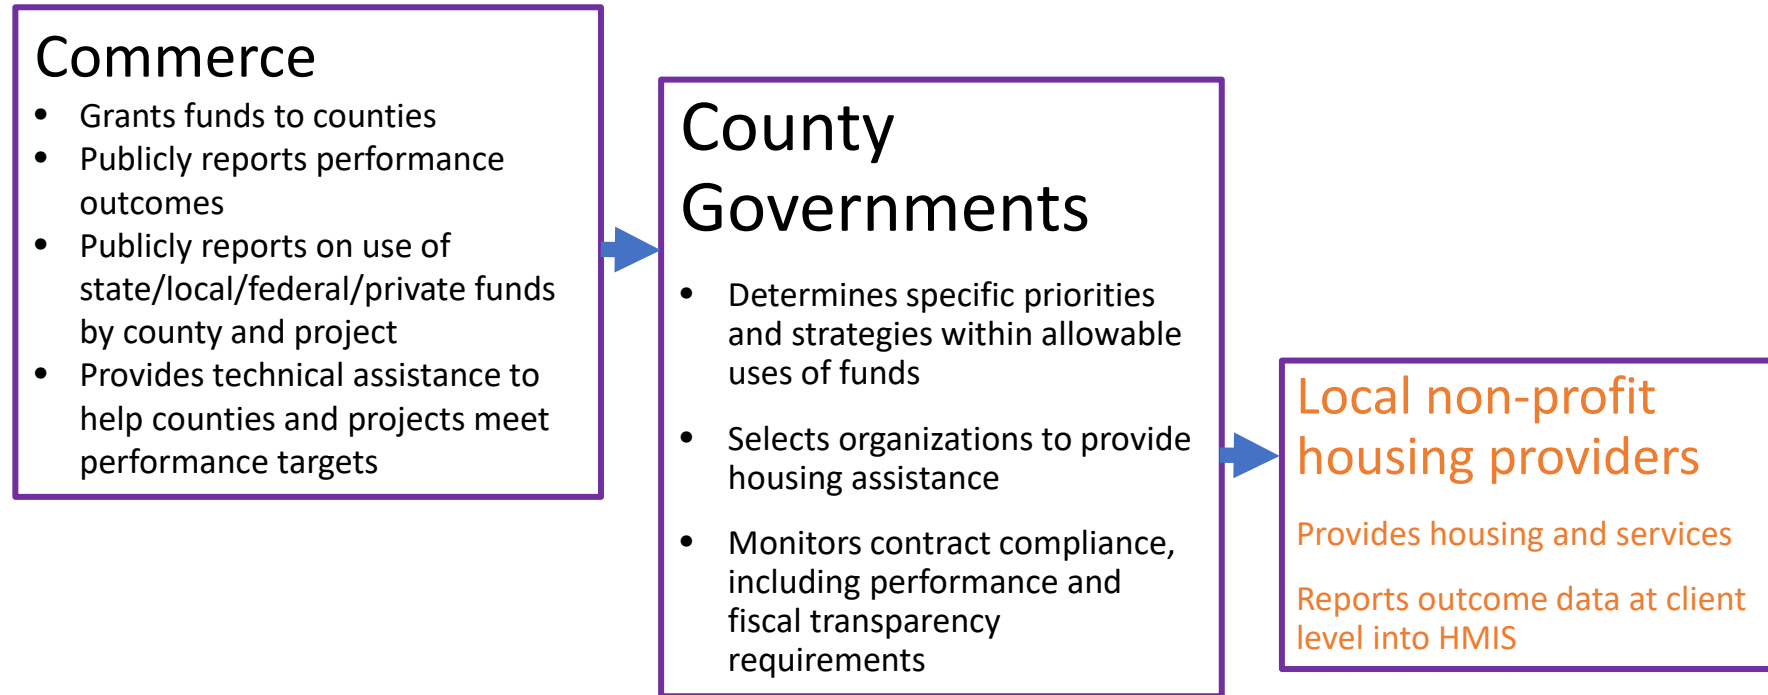 Commerce
• Grants funds to counties
• Publicly reports performance
outcomes
• Publicly reports on use of
state/local/federal/private funds
by county and project
• Provides technical assistance to
help counties and projects meet
performance targets
County
Governments
• Determines specific priorities
and strategies within allowable
uses of funds
• Selects organizations to provide
housing assistance
• Monitors contract compliance,
including performance and
fiscal transparency
requirements
Local non-profit
housing providers
Provides housing and services
Reports outcome data at client
level into HMIS